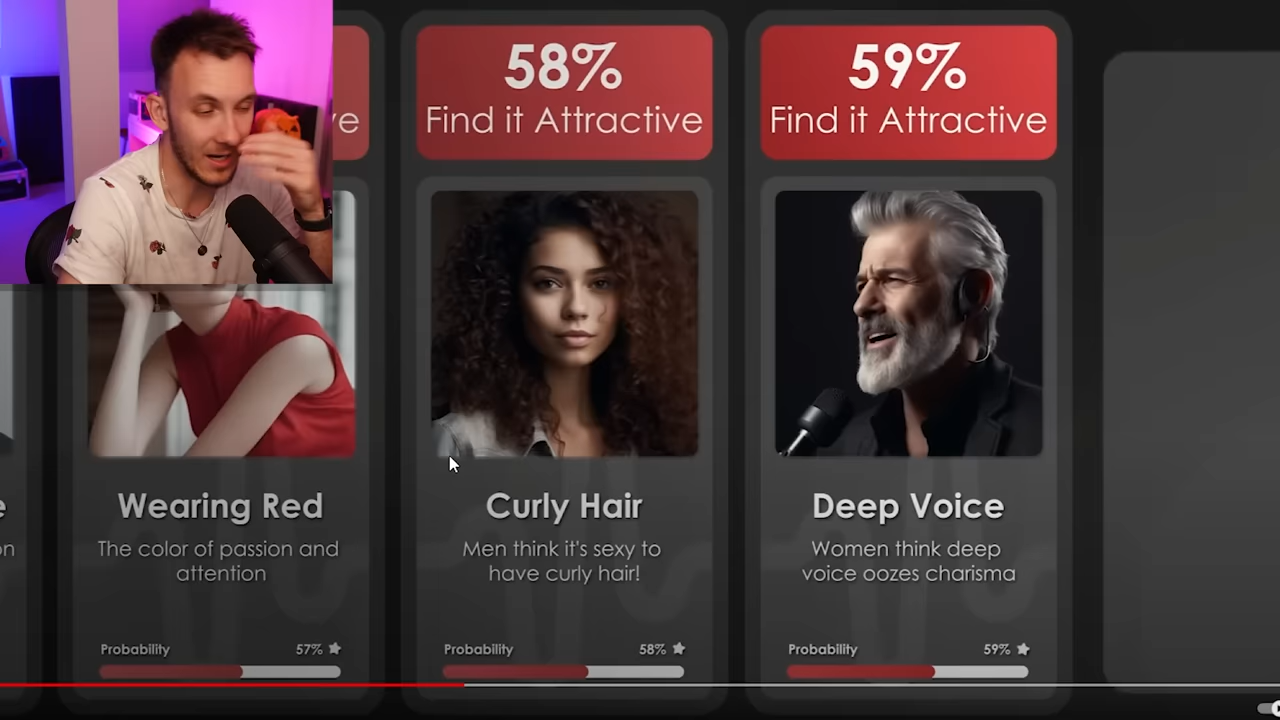 ve
58%
Find it Attractive
59%
Find it Attractive
e
on
Wearing Red
The color of passion and
attention
Probability 57%
Curly Hair
Men think it's sexy to
have curly hair!
Probability 58%
Deep Voice
Women think deep
voice oozes charisma
Probability 59%